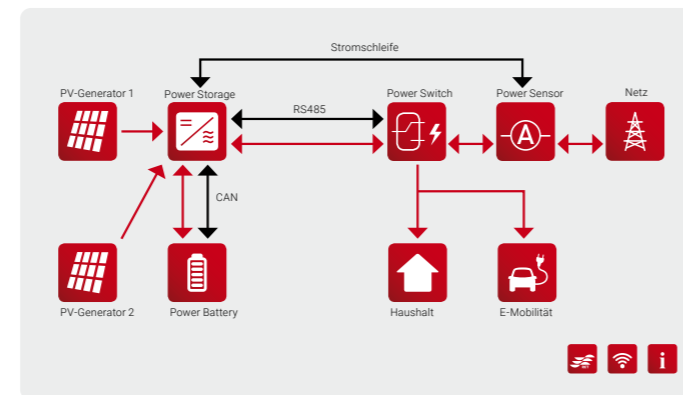 Stromschleife
PV-Generator 1
Power Storage
Power Switch
Power Sensor
Netz
RS485
A
CAN
PV-Generator 2
Power Battery
Haushalt
E-Mobilität
i